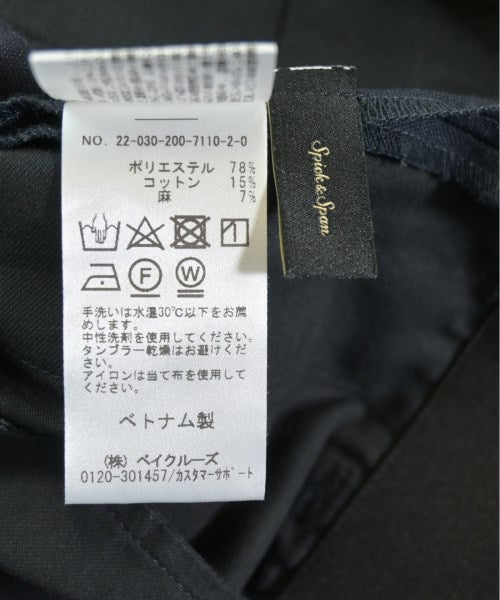 NO. 22-030-200-7110-2-0
ポリエステル 78%
コットン 15%
麻 7%
F
W
手洗いは水温30℃以下をお薦
めします。
中性洗剤を使用してください。
タンブラー乾燥はお避けくださ
い。
アイロンは当て布を使用してく
ださい。
ベトナム製
(株) ベイクルーズ
0120-301457/カスタマーサポート
Spick&Span